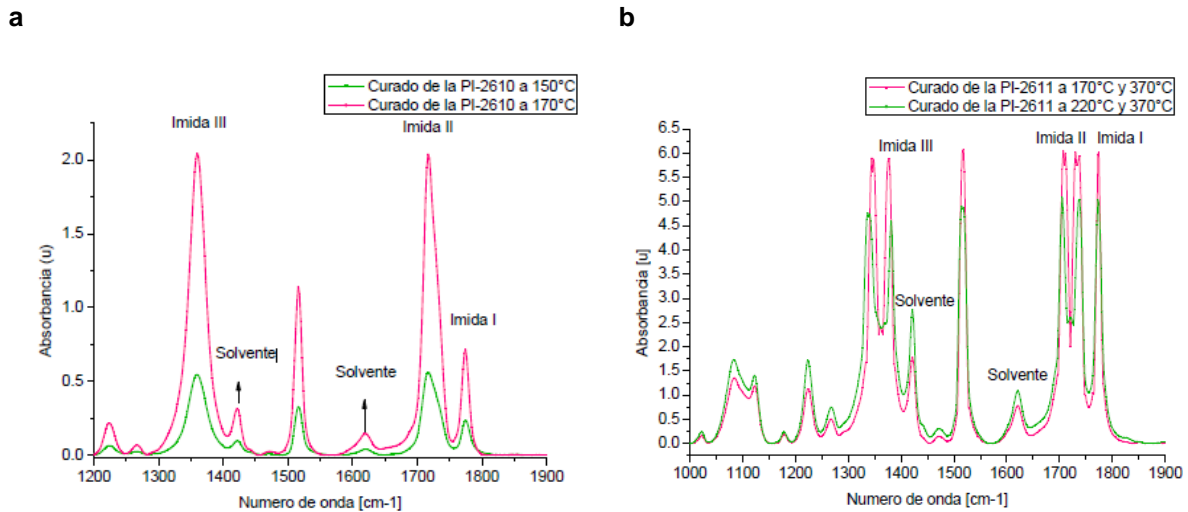 a
Curado de la PI-2610 a 150°C
Curado de la PI-2610 a 170°C
Imida III
Imida II
Imida I
Solvente
Solvente
Absorbancia (u)
2.0
1.5
1.0
0.5
0.0
1200 1300 1400 1500 1600 1700 1800 1900
Numero de onda [cm-1]
b
Curado de la PI-2611 a 170°C y 370°C
Curado de la PI-2611 a 220°C y 370°C
Imida III
Imida II
Imida I
Solvente
Solvente
Absorbancia [u]
6.5
6.0
5.5
5.0
4.5
4.0
3.5
3.0
2.5
2.0
1.5
1.0
0.5
0.0
1000 1100 1200 1300 1400 1500 1600 1700 1800 1900
Numero de onda [cm-1]